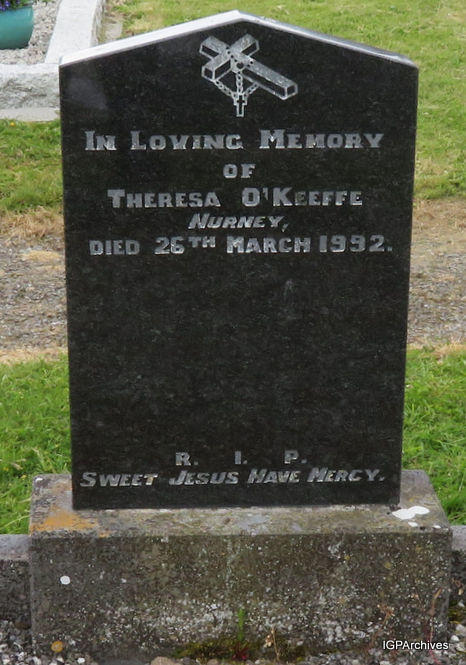 In Loving Memory
of
Theresa O'Keeffe
Nurney,
died 26th March 1992.
R. I. P.
Sweet Jesus Have Mercy.
IGPArchives